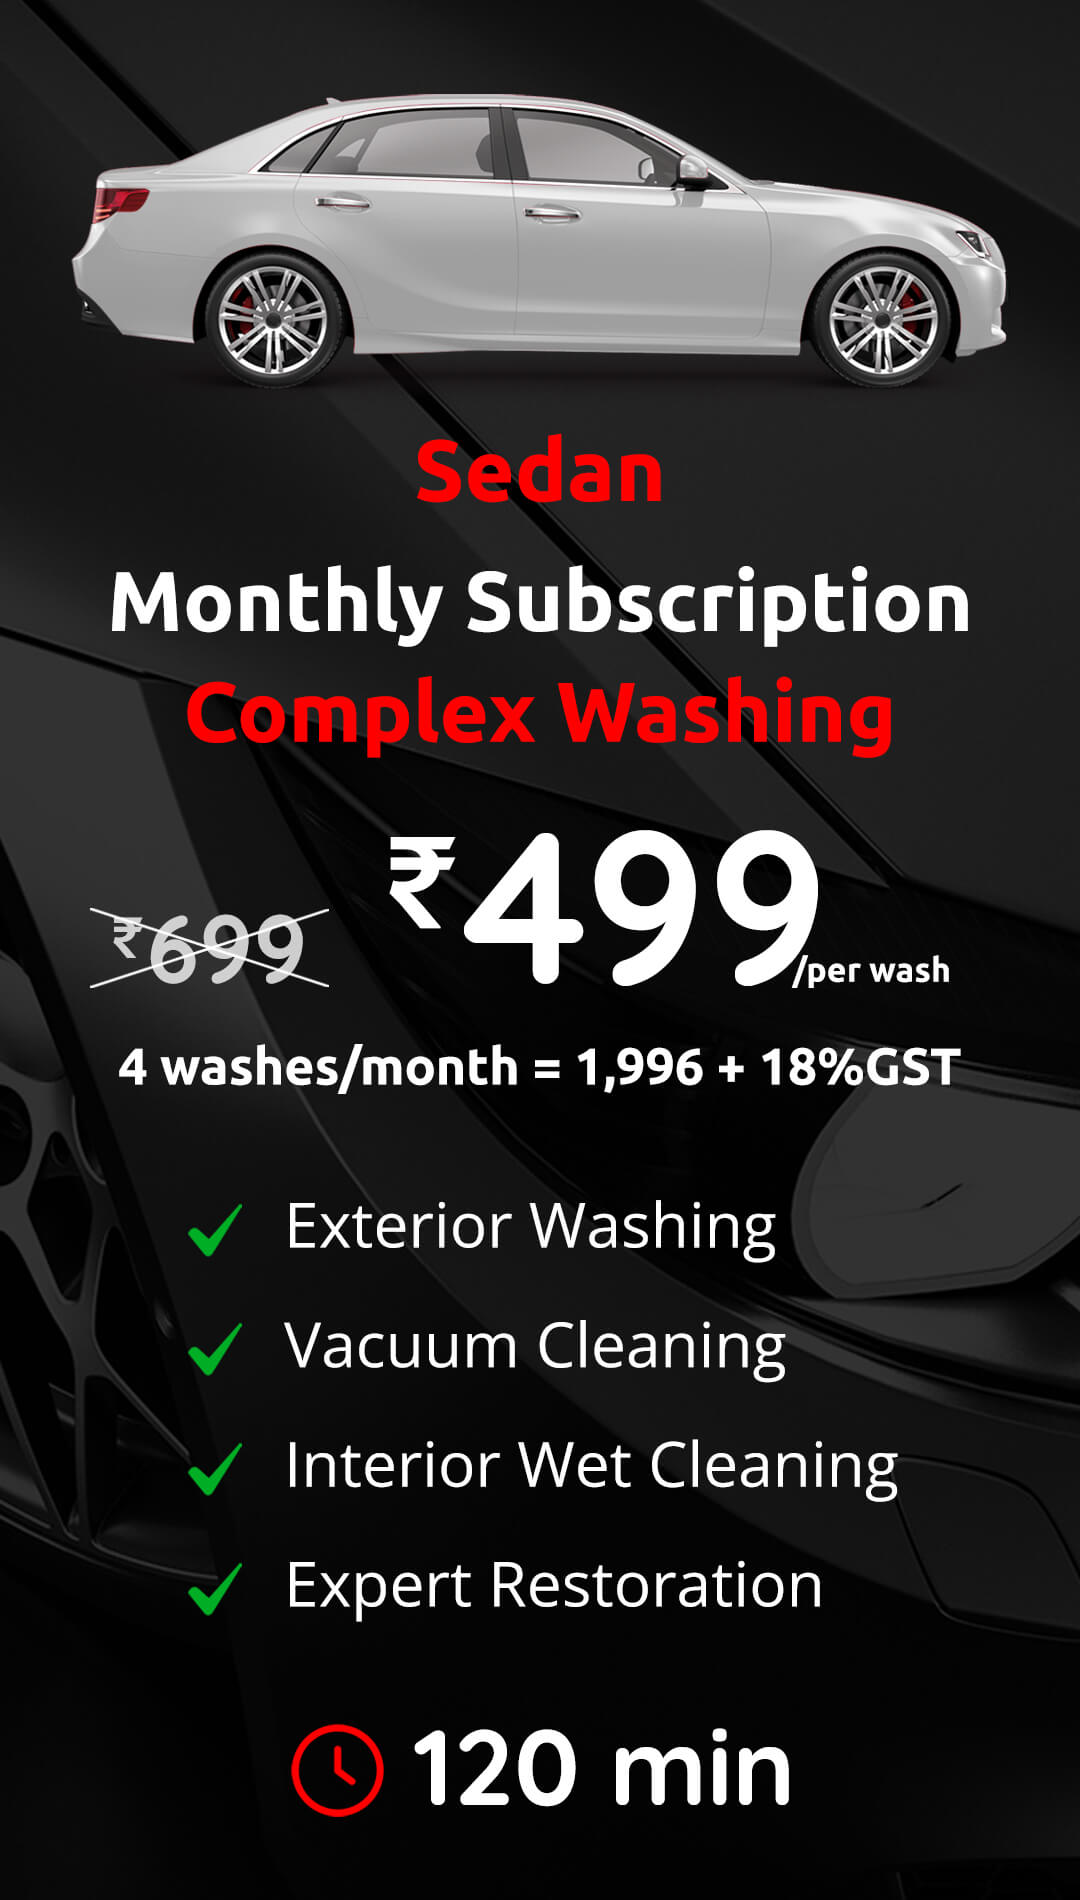 Sedan
Monthly Subscription
Complex Washing
₹699 ₹499/per wash
4 washes/month = 1,996 + 18%GST
Exterior Washing
Vacuum Cleaning
Interior Wet Cleaning
Expert Restoration
120 min